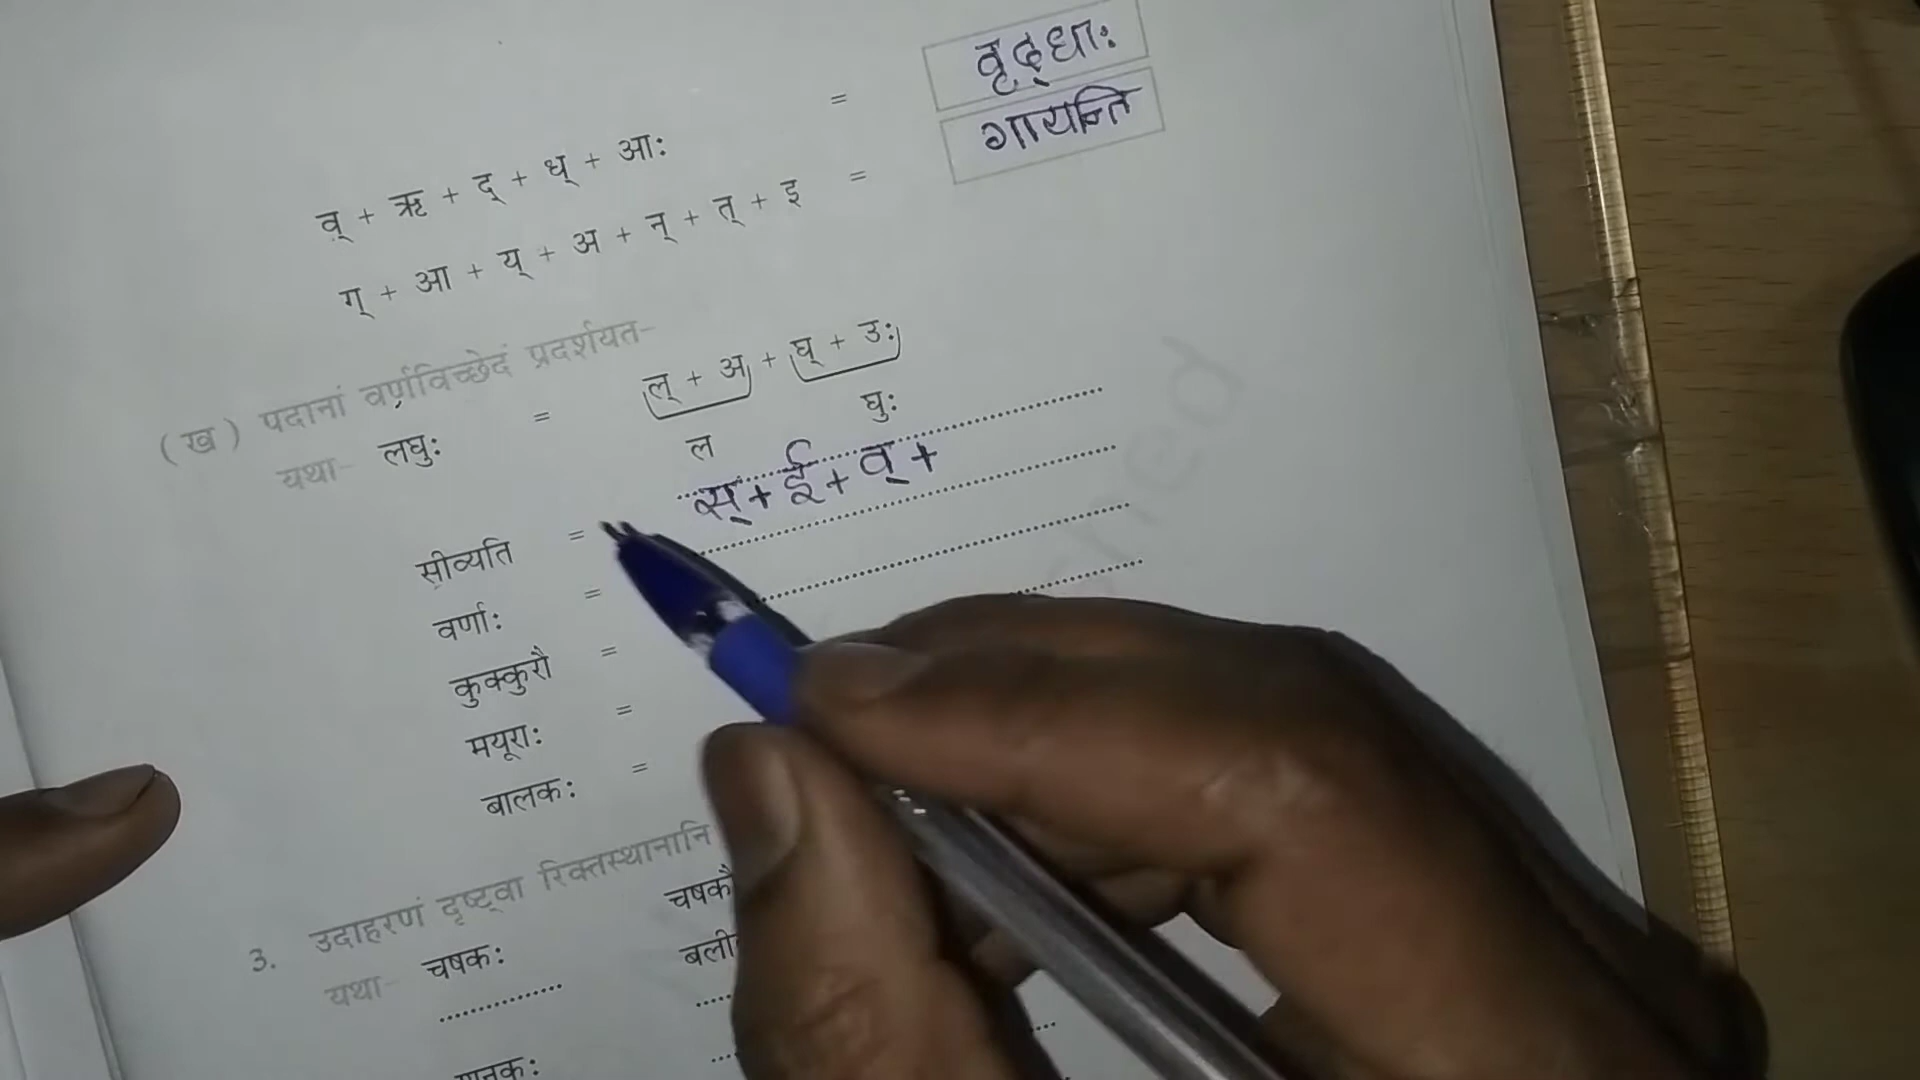 वृद्धाः
व् + ऋ + द् + ध् + आः =
गायन्ति
ग् + आ + य् + अ + न् + त् + इ =
(ख) पदानां वर्णविच्छेदं प्रदर्शयत-
यथा- लघुः = ल् + अ + घ् + उः
ल घुः
सीव्यति = स् + ई + व् +
वर्णाः =
कुक्कुरौ =
मयूराः =
बालकः =
3. उदाहरणं दृष्ट्वा रिक्तस्थानानि
यथा- चषकः चषकौ